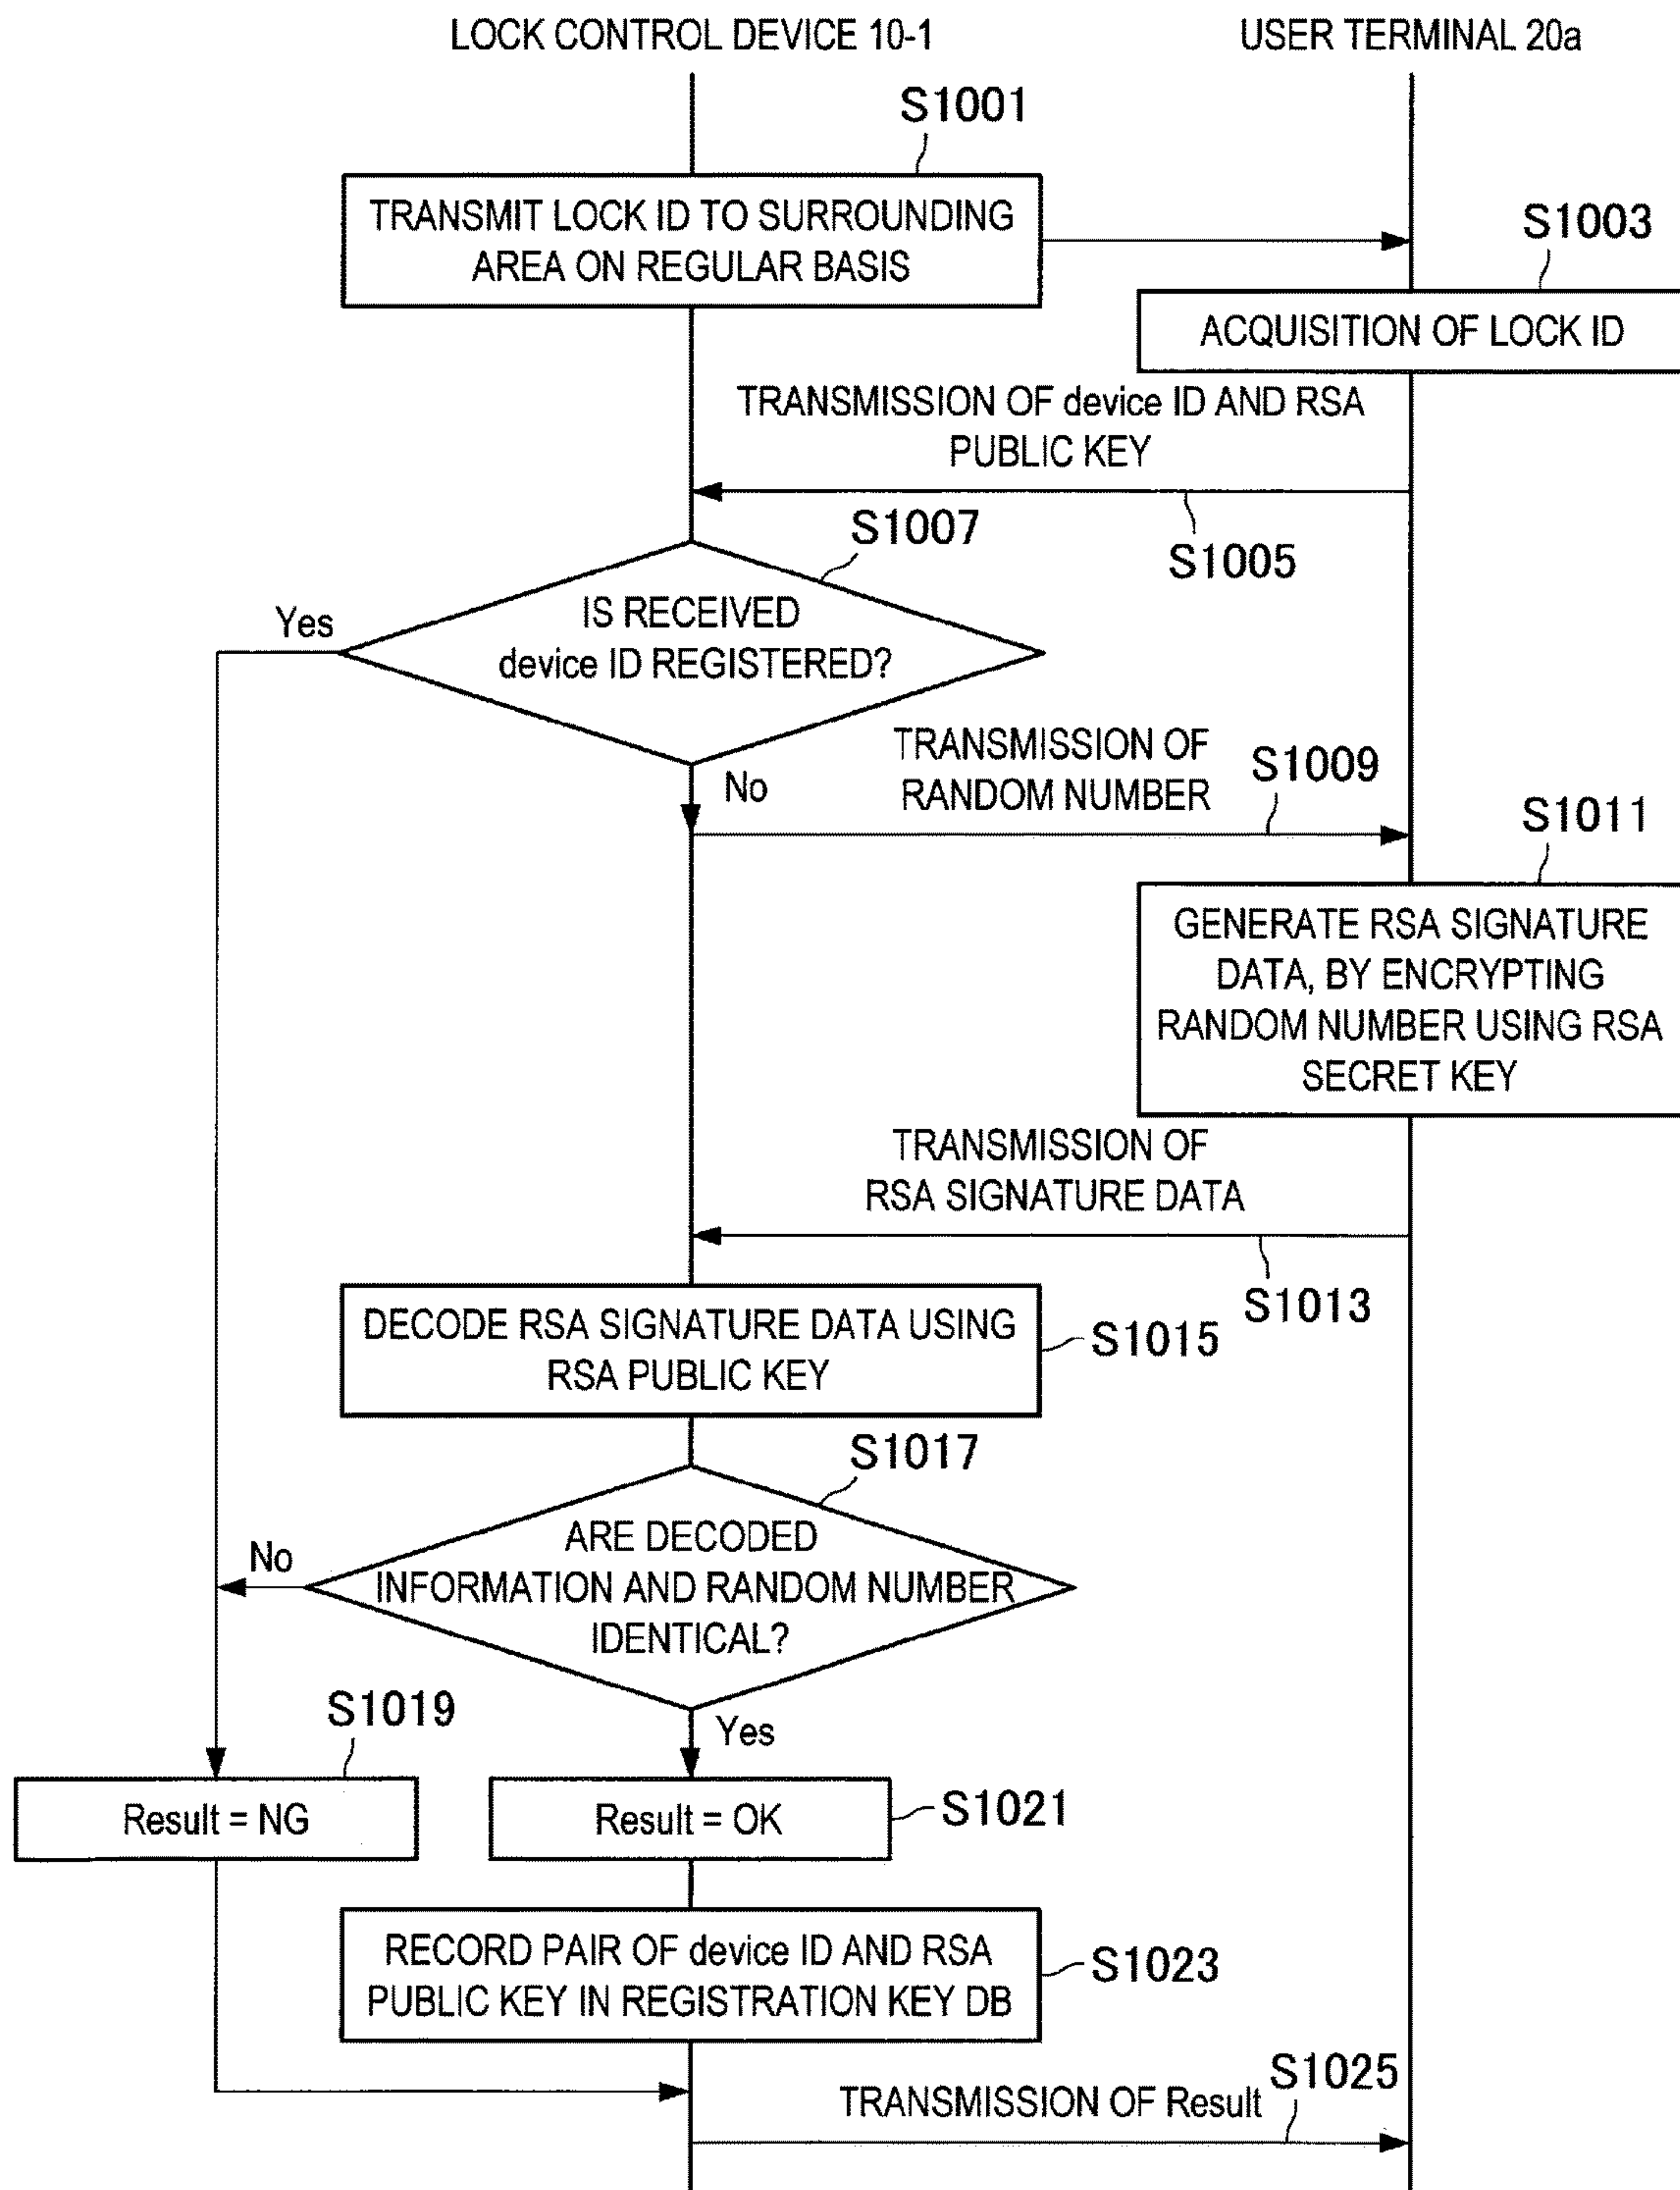 LOCK CONTROL DEVICE 10-1
USER TERMINAL 20a
S1001
TRANSMIT LOCK ID TO SURROUNDING
AREA ON REGULAR BASIS
S1003
ACQUISITION OF LOCK ID
TRANSMISSION OF device ID AND RSA
PUBLIC KEY
S1005
S1007
IS RECEIVED
device ID REGISTERED?
Yes
No
TRANSMISSION OF
RANDOM NUMBER
S1009
S1011
GENERATE RSA SIGNATURE
DATA, BY ENCRYPTING
RANDOM NUMBER USING RSA
SECRET KEY
TRANSMISSION OF
RSA SIGNATURE DATA
S1013
DECODE RSA SIGNATURE DATA USING
RSA PUBLIC KEY
S1015
S1017
ARE DECODED
INFORMATION AND RANDOM NUMBER
IDENTICAL?
No
Yes
S1019
Result = NG
Result = OK
S1021
RECORD PAIR OF device ID AND RSA
PUBLIC KEY IN REGISTRATION KEY DB
S1023
TRANSMISSION OF Result
S1025